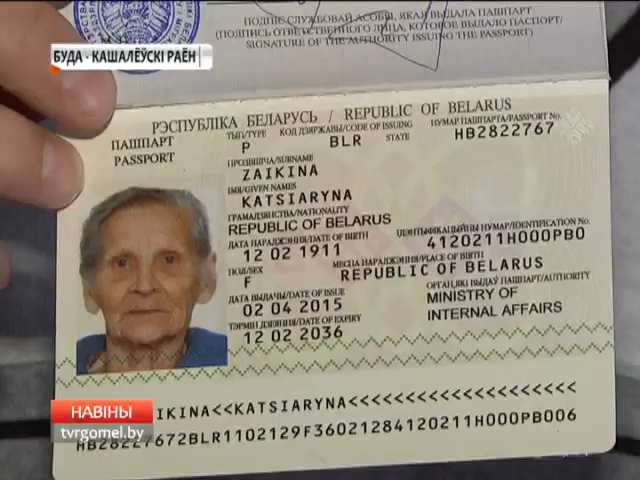 ПОДПІС СЛУЖБОВАЙ АСОБЫ, ЯКАЯ ВЫДАЛА ПАШПАРТ
(ПОДПИСЬ ОТВЕТСТВЕННОГО ЛИЦА, КОТОРОЕ ВЫДАЛО ПАСПОРТ/
SIGNATURE OF THE AUTHORITY ISSUING THE PASSPORT)
БУДА - КАШАЛЁЎСКІ РАЁН
РЭСПУБЛІКА БЕЛАРУСЬ / REPUBLIC OF BELARUS
ПАШПАРТ
PASSPORT
ТЫП/TYPE КОД ДЗЯРЖАВЫ/CODE OF ISSUING STATE НУМАР ПАШПАРТА/PASSPORT No.
P BLR HB2822767
ПРОЗВІШЧА/SURNAME
ZAIKINA
ІМЯ/GIVEN NAMES
KATSIARYNA
ГРАМАДЗЯНСТВА/NATIONALITY
REPUBLIC OF BELARUS
ДАТА НАРАДЖЭННЯ/DATE OF BIRTH ІДЭНТЫФІКАЦЫЙНЫ НУМАР/IDENTIFICATION No.
12 02 1911 4120211H000PB0
ПОЛ/SEX МЕСЦА НАРАДЖЭННЯ/PLACE OF BIRTH
F REPUBLIC OF BELARUS
ДАТА ВЫДАЧЫ/DATE OF ISSUE ОРГАН, ЯКІ ВЫДАЎ ПАШПАРТ/AUTHORITY
02 04 2015 MINISTRY OF
ТЭРМІН ДЗЕЯННЯ/DATE OF EXPIRY INTERNAL AFFAIRS
12 02 2036
НАВІНЫ
tvrgomel.by
AIKINA<<KATSIARYNA<<<<<<<<<<<<<<<<<<<<<
HB28227672BLR1102129F36021284120211H000PB006